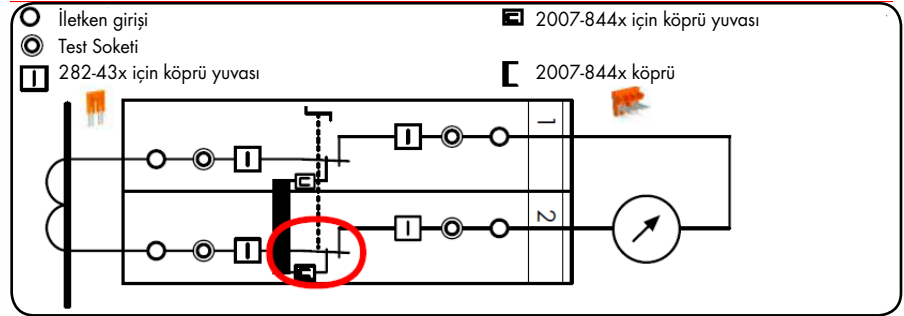 İletken girişi
2007-844x için köprü yuvası
Test Soketi
282-43x için köprü yuvası
2007-844x köprü
1
2